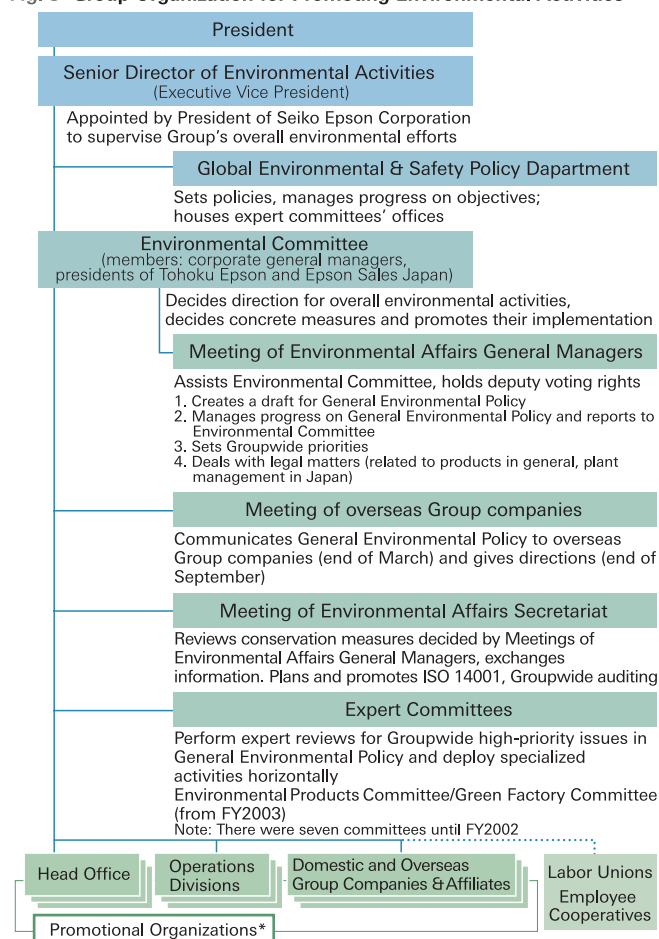 Group Organization for Promoting Environmental Activities
President
Senior Director of Environmental Activities
(Executive Vice President)
Appointed by President of Seiko Epson Corporation
to supervise Group's overall environmental efforts
Global Environmental & Safety Policy Dapartment
Sets policies, manages progress on objectives;
houses expert committees' offices
Environmental Committee
(members: corporate general managers,
presidents of Tohoku Epson and Epson Sales Japan)
Decides direction for overall environmental activities,
decides concrete measures and promotes their implementation
Meeting of Environmental Affairs General Managers
Assists Environmental Committee, holds deputy voting rights
1. Creates a draft for General Environmental Policy
2. Manages progress on General Environmental Policy and reports to
Environmental Committee
3. Sets Groupwide priorities
4. Deals with legal matters (related to products in general, plant
management in Japan)
Meeting of overseas Group companies
Communicates General Environmental Policy to overseas
Group companies (end of March) and gives directions (end of
September)
Meeting of Environmental Affairs Secretariat
Reviews conservation measures decided by Meetings of
Environmental Affairs General Managers, exchanges
information. Plans and promotes ISO 14001, Groupwide auditing
Expert Committees
Perform expert reviews for Groupwide high-priority issues in
General Environmental Policy and deploy specialized
activities horizontally
Environmental Products Committee/Green Factory Committee
(from FY2003)
Note: There were seven committees until FY2002
Head Office
Operations
Divisions
Domestic and Overseas
Group Companies & Affiliates
Labor Unions
Employee
Cooperatives
Promotional Organizations*